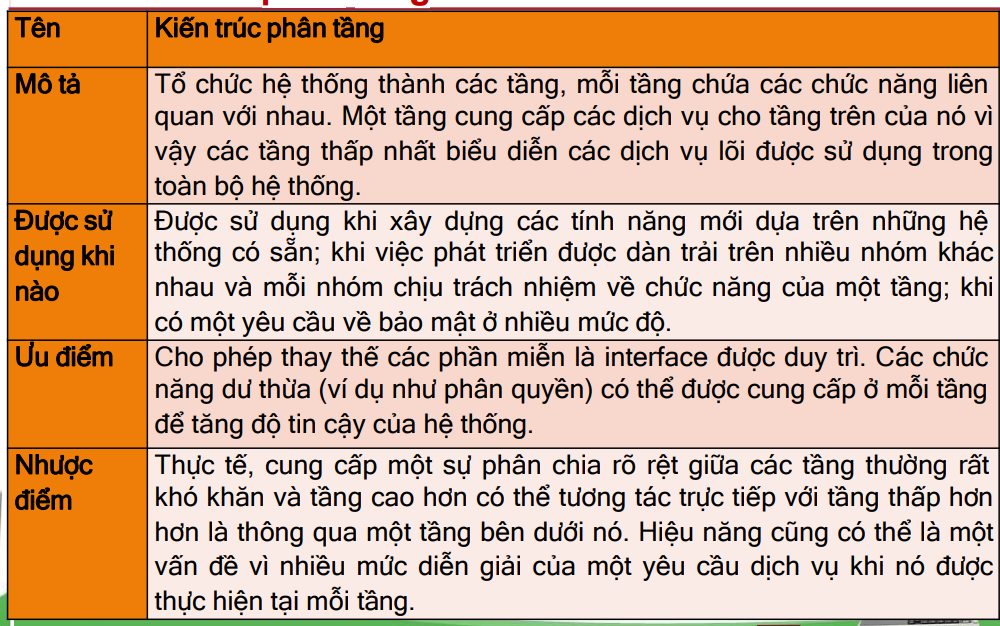 Tên
Kiến trúc phân tầng
Mô tả
Tổ chức hệ thống thành các tầng, mỗi tầng chứa các chức năng liên
quan với nhau. Một tầng cung cấp các dịch vụ cho tầng trên của nó vì
vậy các tầng thấp nhất biểu diễn các dịch vụ lõi được sử dụng trong
toàn bộ hệ thống.
Được sử
dụng khi
nào
Được sử dụng khi xây dựng các tính năng mới dựa trên những hệ
thống có sẵn; khi việc phát triển được dàn trải trên nhiều nhóm khác
nhau và mỗi nhóm chịu trách nhiệm về chức năng của một tầng; khi
có một yêu cầu về bảo mật ở nhiều mức độ.
Ưu điểm
Cho phép thay thế các phần miễn là interface được duy trì. Các chức
năng dư thừa (ví dụ như phân quyền) có thể được cung cấp ở mỗi tầng
để tăng độ tin cậy của hệ thống.
Nhược
điểm
Thực tế, cung cấp một sự phân chia rõ rệt giữa các tầng thường rất
khó khăn và tầng cao hơn có thể tương tác trực tiếp với tầng thấp hơn
hơn là thông qua một tầng bên dưới nó. Hiệu năng cũng có thể là một
vấn đề vì nhiều mức diễn giải của một yêu cầu dịch vụ khi nó được
thực hiện tại mỗi tầng.